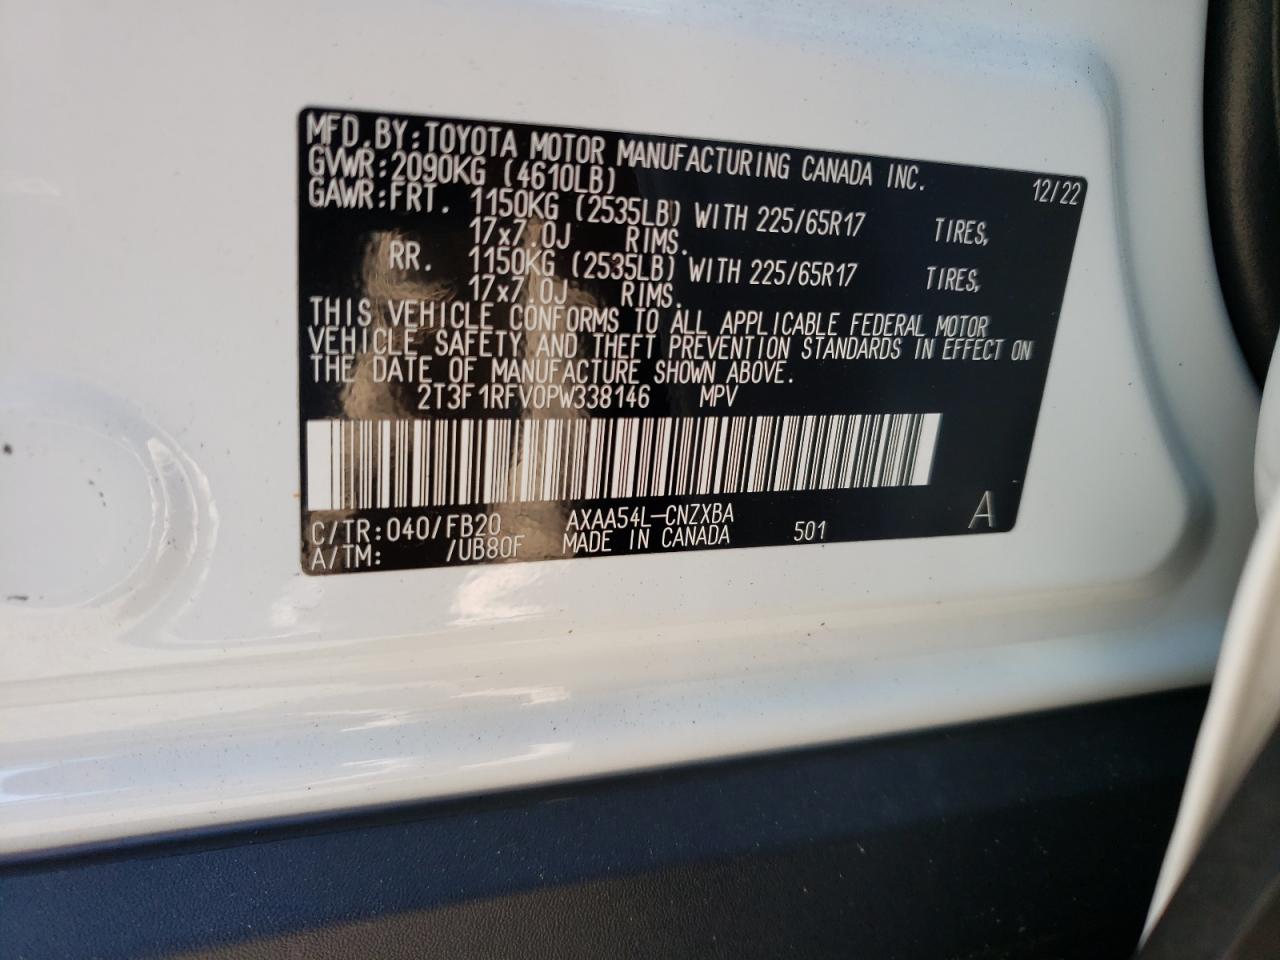 MFD.BY:TOYOTA MOTOR MANUFACTURING CANADA INC. 12/22
GVWR:2090KG (4610LB)
GAWR:FRT. 1150KG (2535LB) WITH 225/65R17 TIRES,
17x7.0J RIMS.
RR. 1150KG (2535LB) WITH 225/65R17 TIRES,
17x7.0J RIMS.
THIS VEHICLE CONFORMS TO ALL APPLICABLE FEDERAL MOTOR
VEHICLE SAFETY AND THEFT PREVENTION STANDARDS IN EFFECT ON
THE DATE OF MANUFACTURE SHOWN ABOVE.
2T3F1RFV0PW338146 MPV
C/TR:040/FB20 AXAA54L-CNZXBA A
A/TM: /UB80F MADE IN CANADA 501